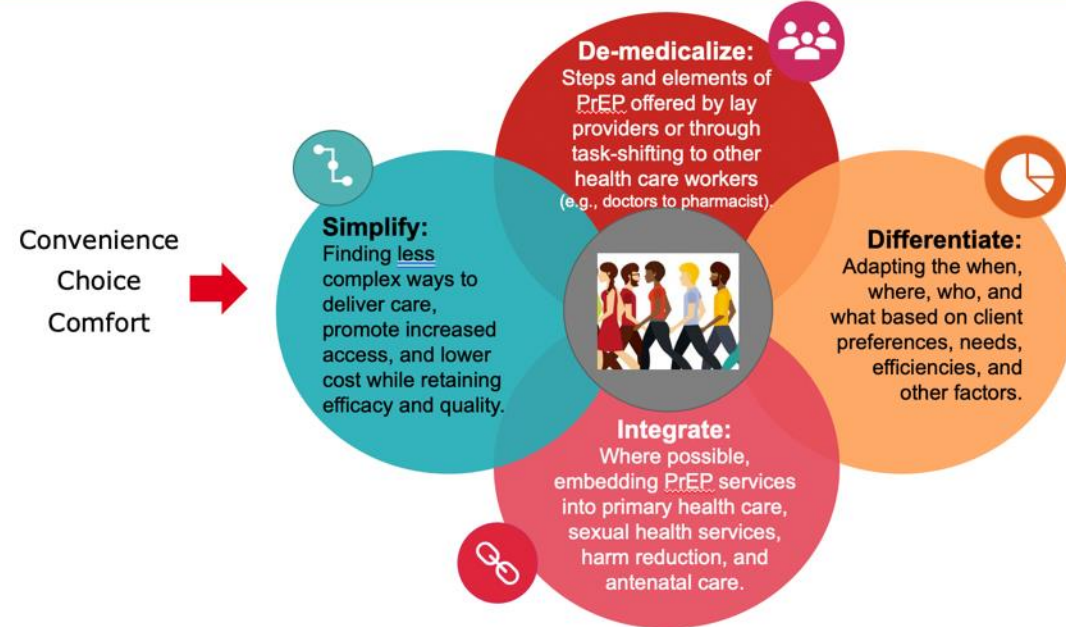 De-medicalize:
Steps and elements of
PrEP offered by lay
providers or through
task-shifting to other
health care workers
(e.g., doctors to pharmacist).
Convenience
Choice
Comfort
Simplify:
Finding less
complex ways to
deliver care,
promote increased
access, and lower
cost while retaining
efficacy and quality.
Differentiate:
Adapting the when,
where, who, and
what based on client
preferences, needs,
efficiencies, and
other factors.
Integrate:
Where possible,
embedding PrEP services
into primary health care,
sexual health services,
harm reduction, and
antenatal care.